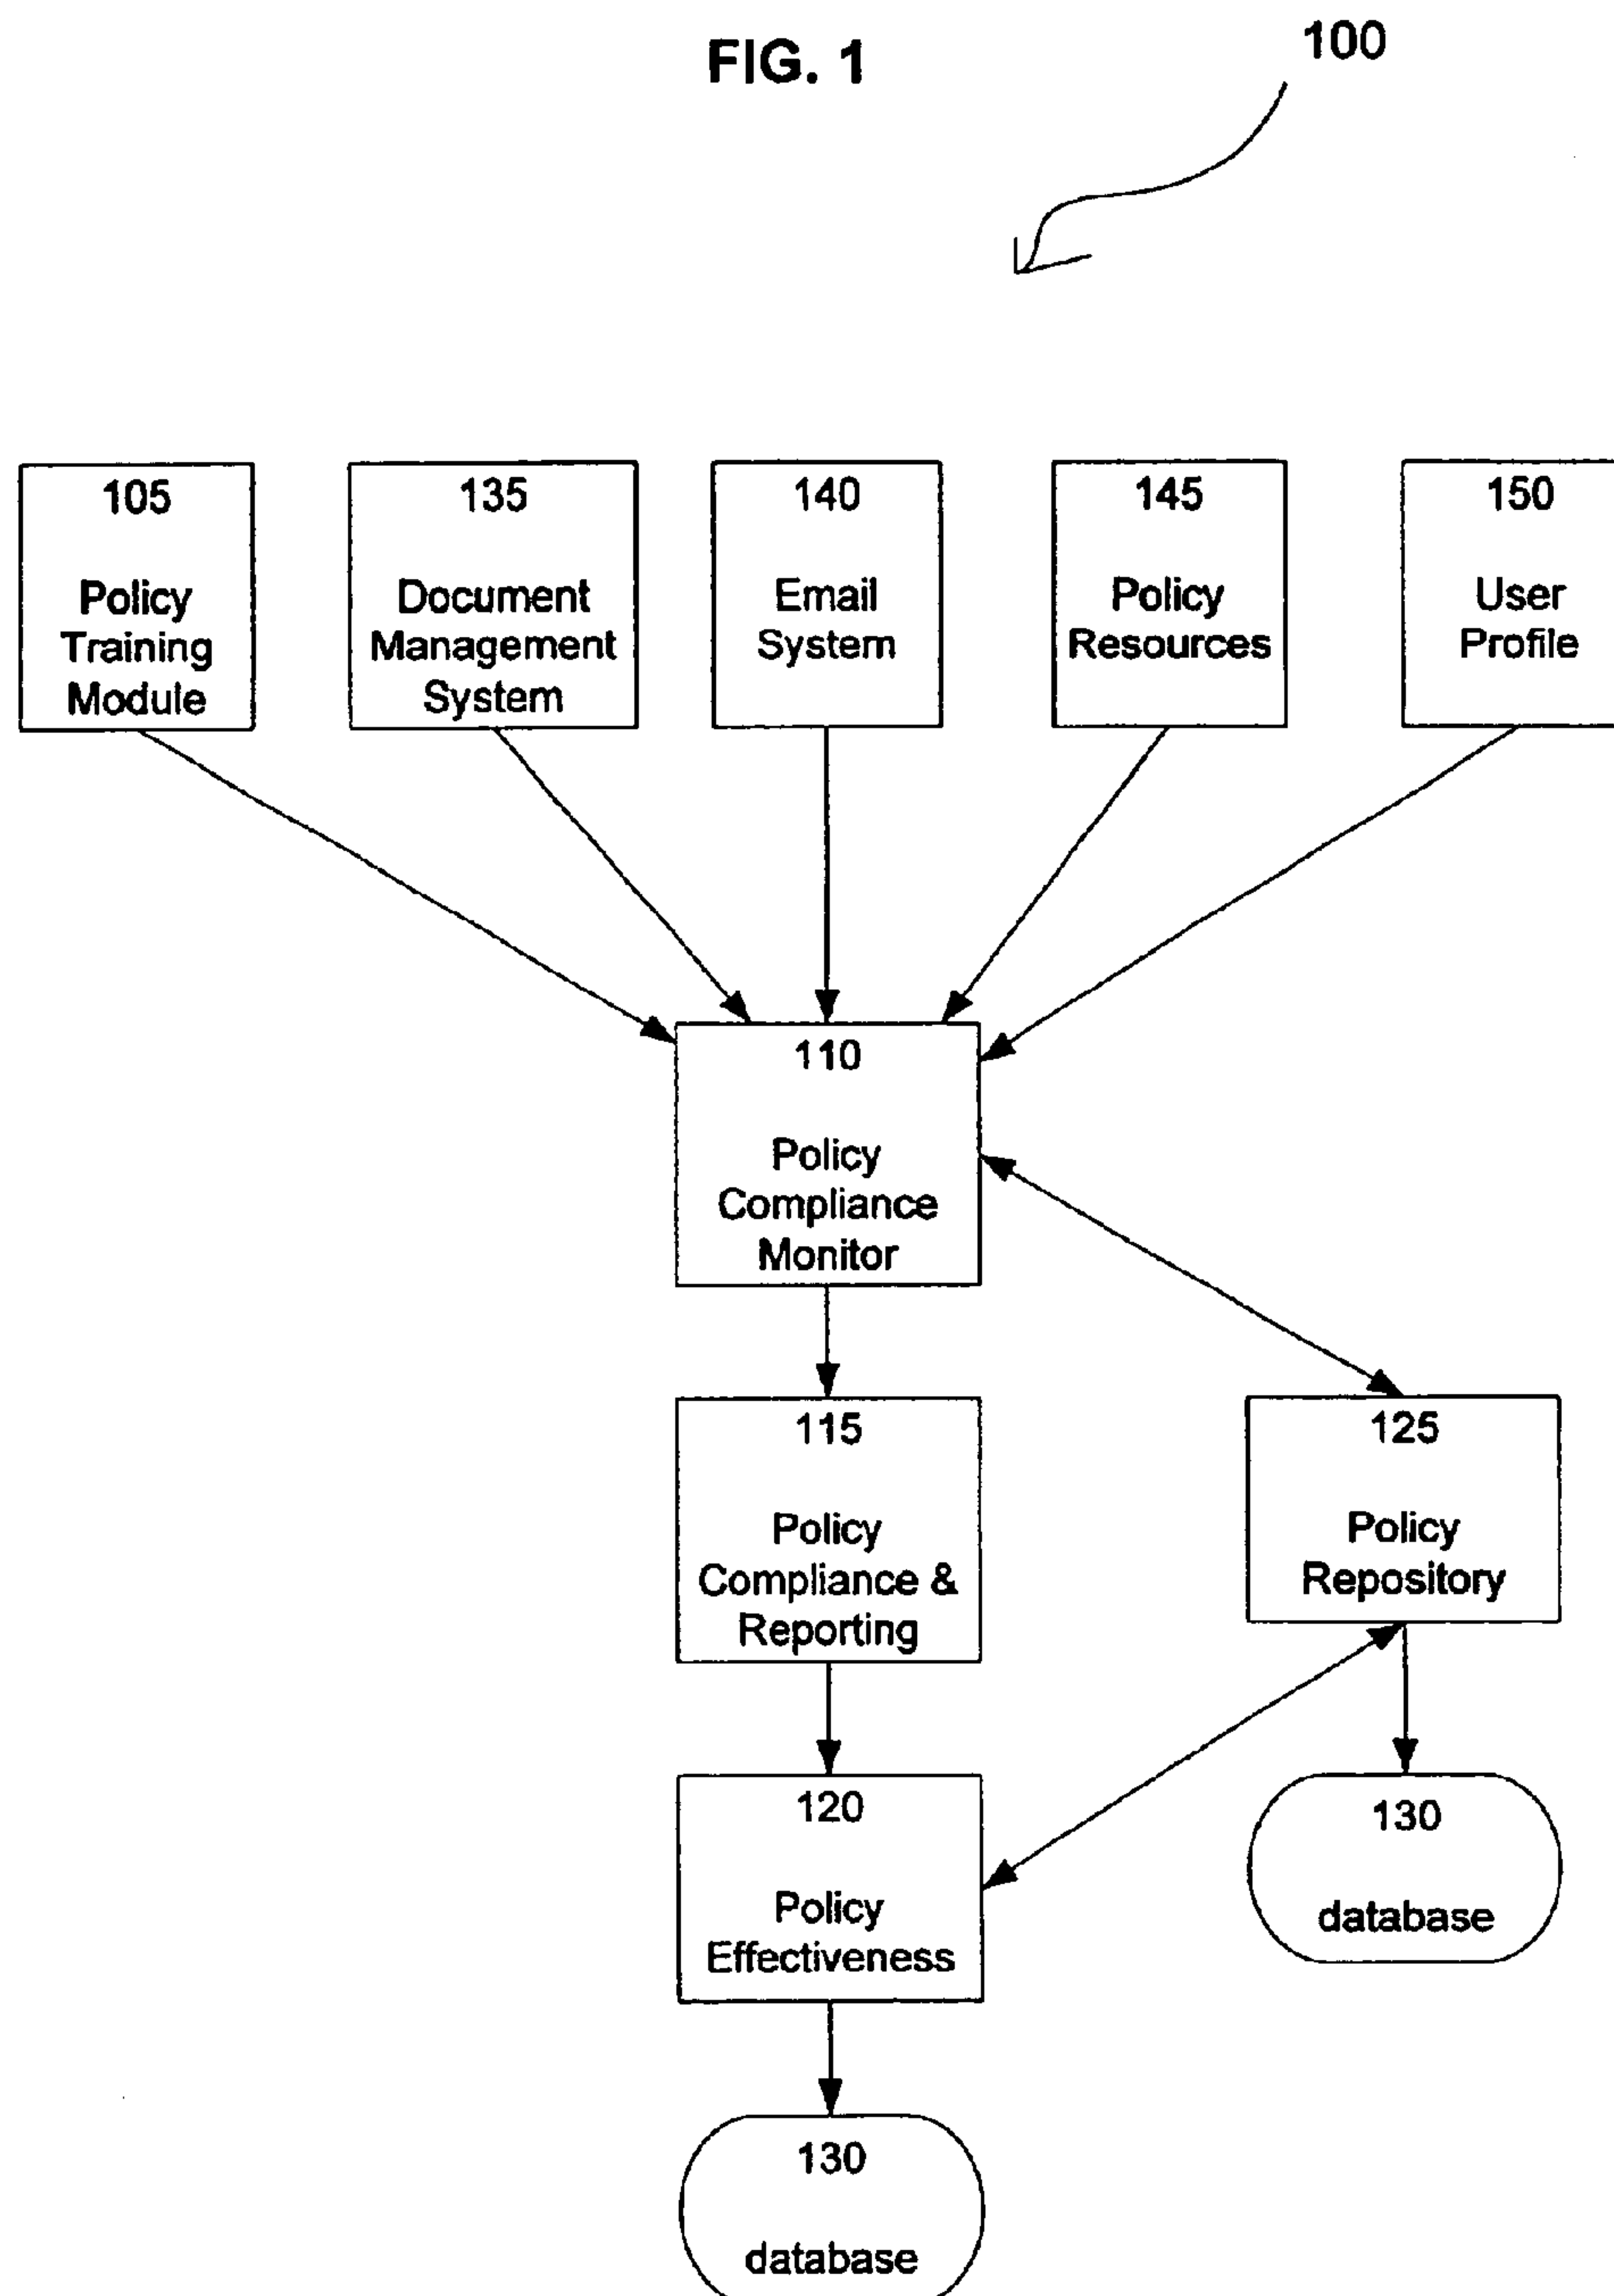 FIG. 1
100
105
Policy
Training
Module
135
Document
Management
System
140
Email
System
145
Policy
Resources
150
User
Profile
110
Policy
Compliance
Monitor
115
Policy
Compliance &
Reporting
125
Policy
Repository
120
Policy
Effectiveness
130
database
130
database